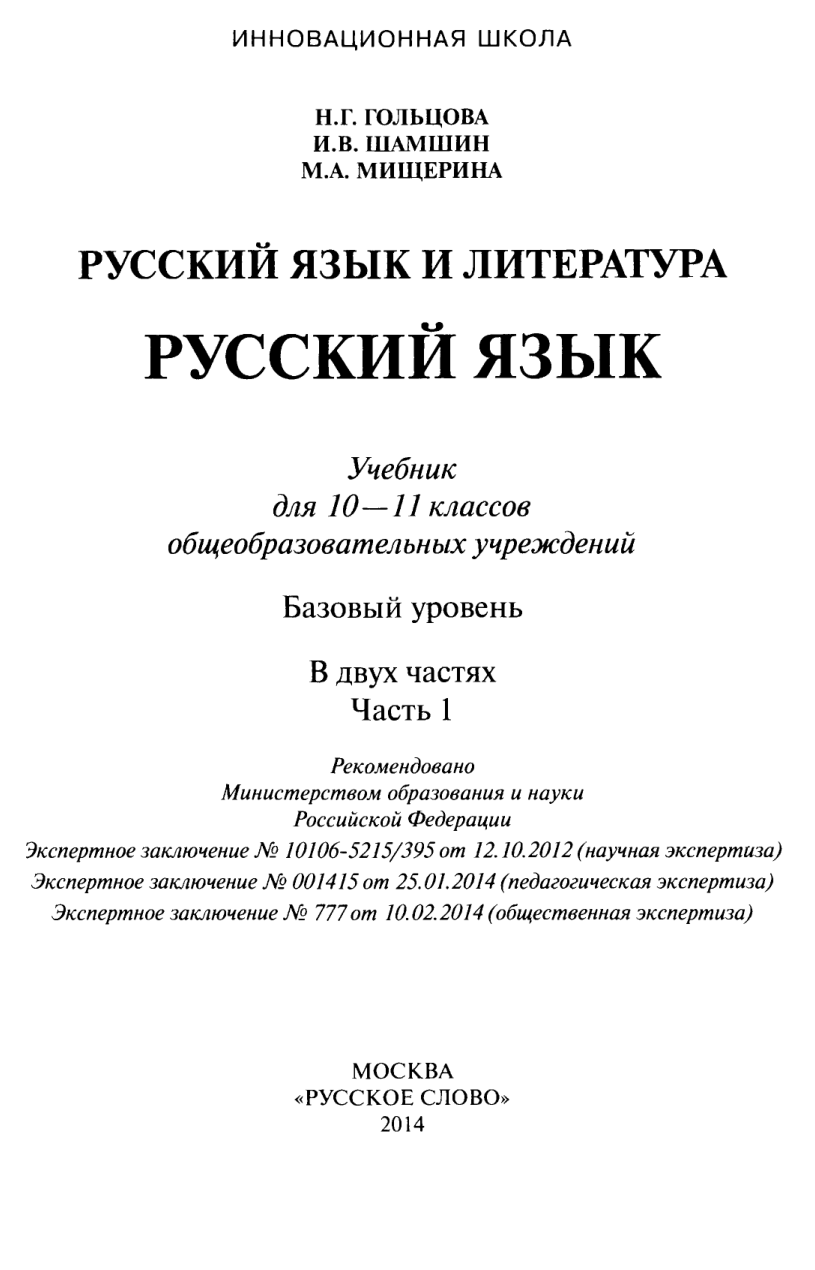 ИННОВАЦИОННАЯ ШКОЛА
Н.Г. ГОЛЬЦОВА
И.В. ШАМШИН
М.А. МИЩЕРИНА
РУССКИЙ ЯЗЫК И ЛИТЕРАТУРА
РУССКИЙ ЯЗЫК
Учебник
для 10—11 классов
общеобразовательных учреждений
Базовый уровень
В двух частях
Часть 1
Рекомендовано
Министерством образования и науки
Российской Федерации
Экспертное заключение № 10106-5215/395 от 12.10.2012 (научная экспертиза)
Экспертное заключение № 001415 от 25.01.2014 (педагогическая экспертиза)
Экспертное заключение № 777 от 10.02.2014 (общественная экспертиза)
МОСКВА
«РУССКОЕ СЛОВО»
2014